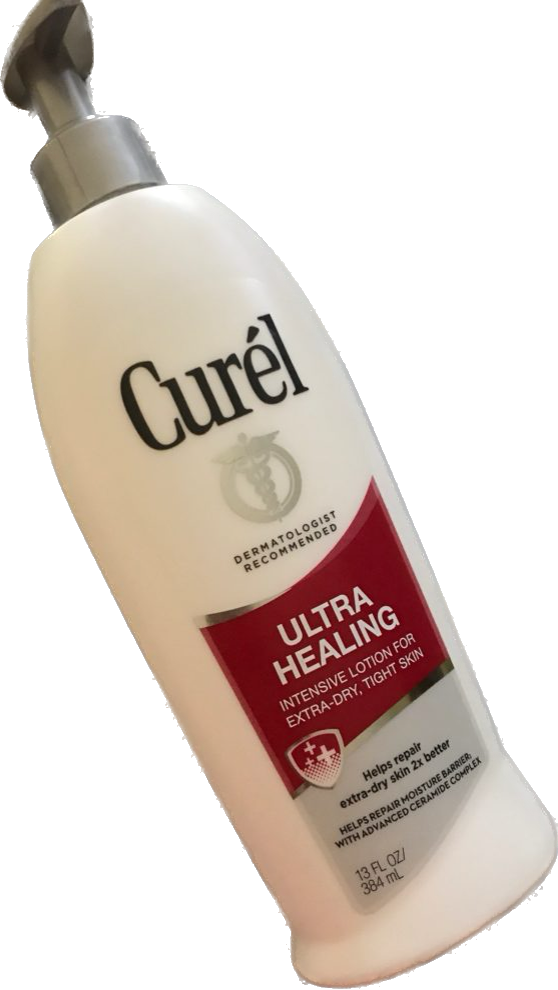 Curél
DERMATOLOGIST
RECOMMENDED
ULTRA
HEALING
INTENSIVE LOTION FOR
EXTRA-DRY, TIGHT SKIN
Helps repair
extra-dry skin 2x better
HELPS REPAIR MOISTURE BARRIER;
WITH ADVANCED CERAMIDE COMPLEX
13 FL OZ/
384 mL